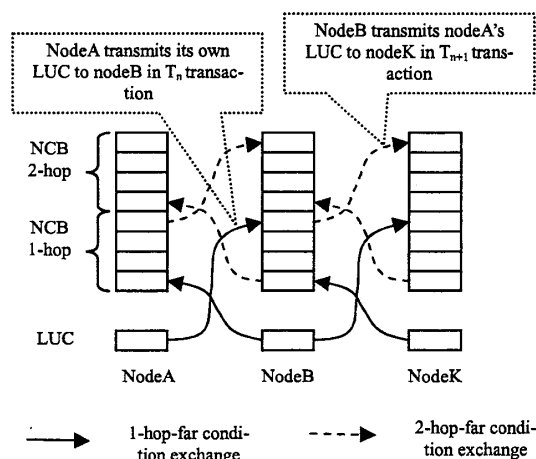 NodeA transmits its own
LUC to nodeB in Tn transac-
tion
NodeB transmits nodeA's
LUC to nodeK in Tn+1 trans-
action
NCB
2-hop
NCB
1-hop
LUC
NodeA
NodeB
NodeK
1-hop-far condi-
tion exchange
2-hop-far condi-
tion exchange